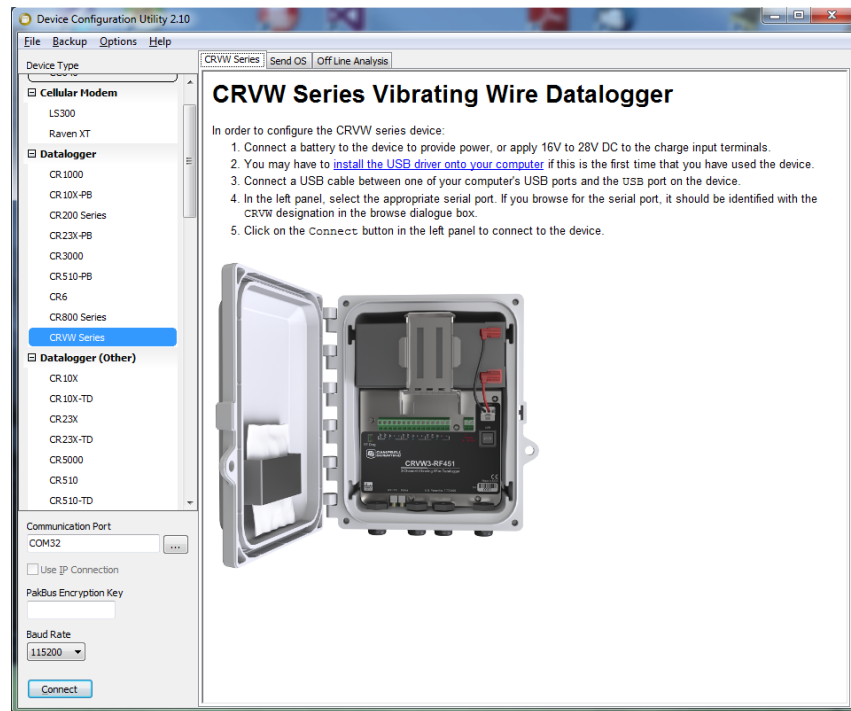 Device Configuration Utility 2.10
File Backup Options Help
Device Type
CRVW Series Send OS Off Line Analysis
Cellular Modem
LS300
Raven XT
Datalogger
CR1000
CR10X-PB
CR200 Series
CR23X-PB
CR3000
CR510-PB
CR6
CR800 Series
CRVW Series
Datalogger (Other)
CR10X
CR10X-TD
CR23X
CR23X-TD
CR5000
CR510
CR510-TD
Communication Port
COM32
...
Use IP Connection
PakBus Encryption Key
Baud Rate
115200
Connect
CRVW Series Vibrating Wire Datalogger
In order to configure the CRVW series device:
1. Connect a battery to the device to provide power, or apply 16V to 28V DC to the charge input terminals.
2. You may have to install the USB driver onto your computer if this is the first time that you have used the device.
3. Connect a USB cable between one of your computer's USB ports and the USB port on the device.
4. In the left panel, select the appropriate serial port. If you browse for the serial port, it should be identified with the
CRVW designation in the browse dialogue box.
5. Click on the Connect button in the left panel to connect to the device.
CAMPBELL
SCIENTIFIC
CRVW3-RF451